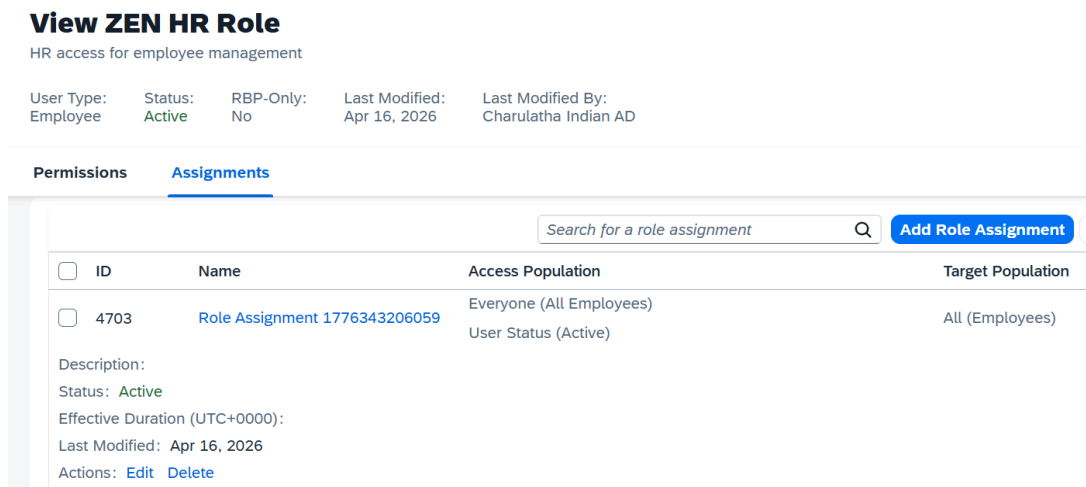 View ZEN HR Role
HR access for employee management
User Type: Status: RBP-Only: Last Modified: Last Modified By:
Employee Active No Apr 16, 2026 Charulatha Indian AD
Permissions Assignments
Search for a role assignment Add Role Assignment
ID Name Access Population Target Population
Everyone (All Employees)
4703 Role Assignment 1776343206059 All (Employees)
User Status (Active)
Description:
Status: Active
Effective Duration (UTC+0000):
Last Modified: Apr 16, 2026
Actions: Edit Delete